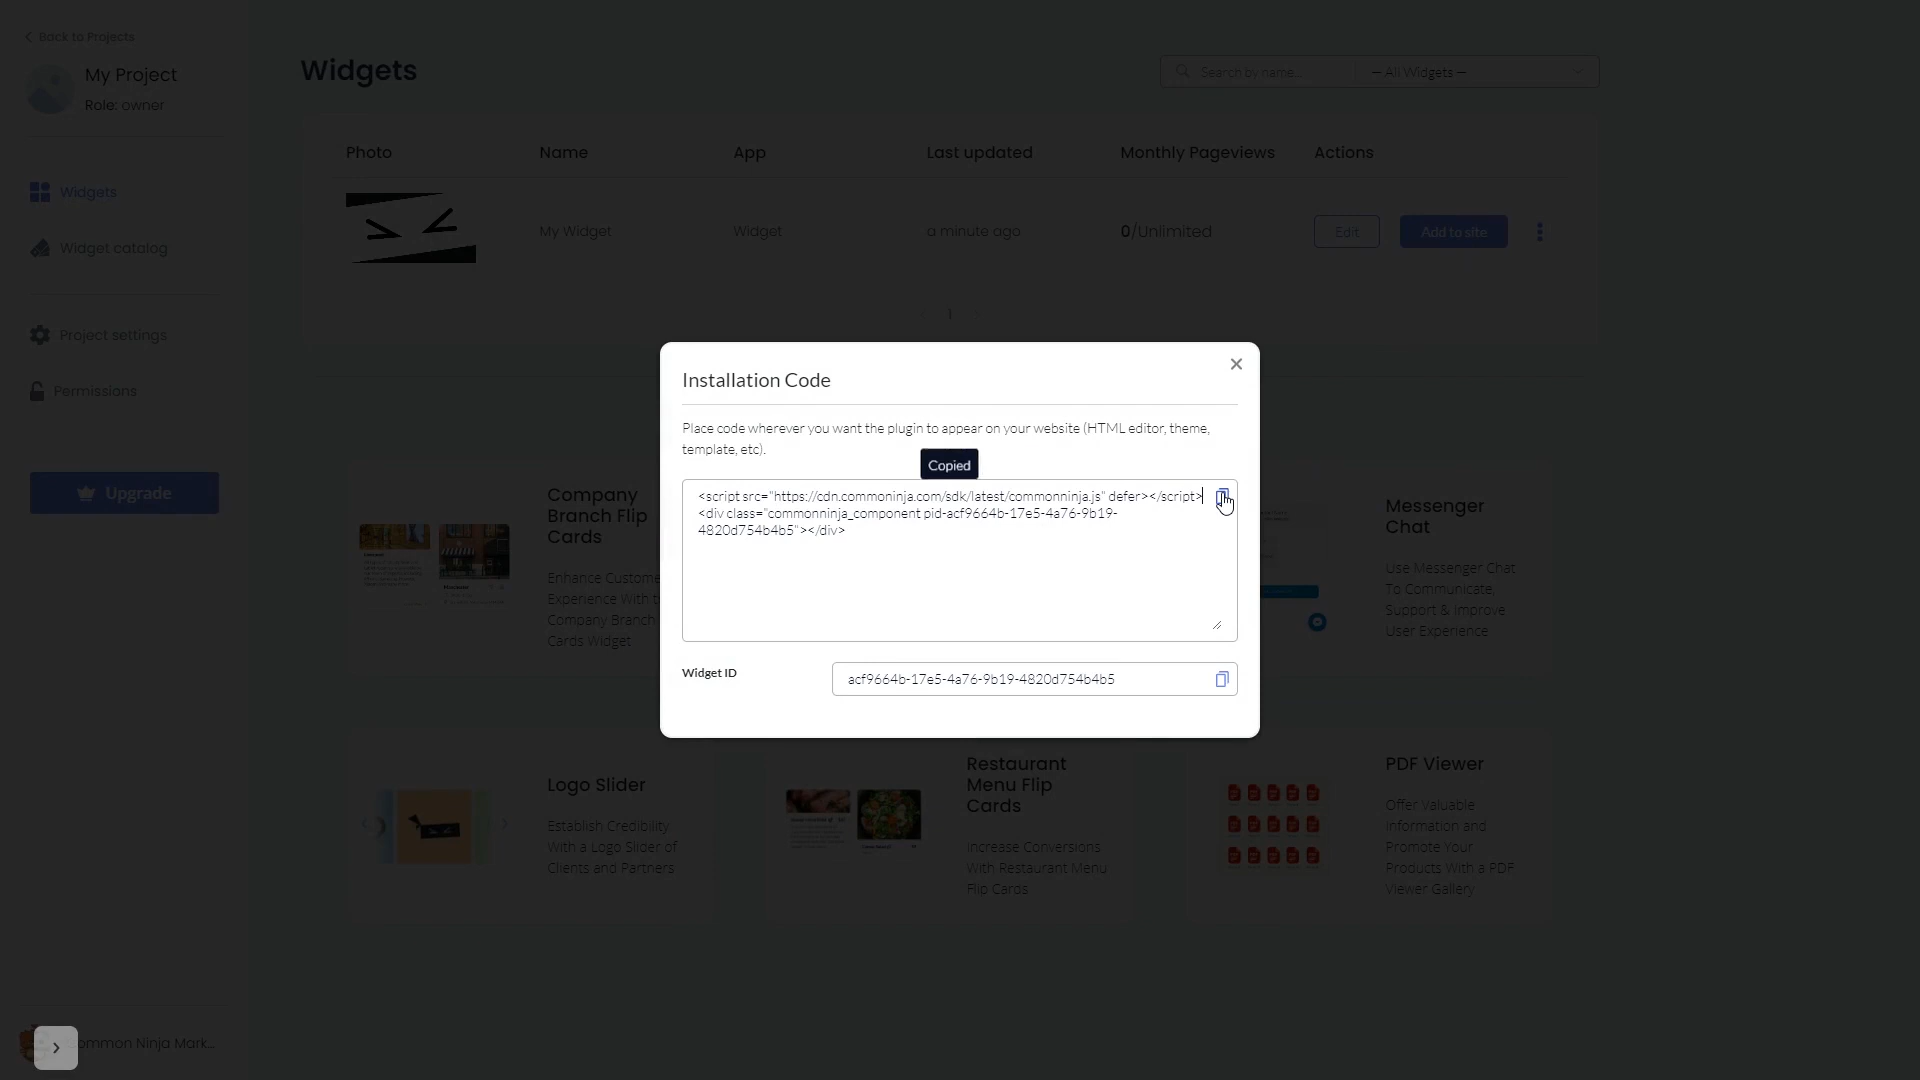 Back to Projects
My Project
Role: owner
Widgets
Widget catalog
Project settings
Permissions
Upgrade
ommon Ninja Mark...
Widgets
Search by name...
— All Widgets —
Photo
Name
App
Last updated
Monthly Pageviews
Actions
My Widget
Widget
a minute ago
0/Unlimited
Edit
Add to site
1
Installation Code
Place code wherever you want the plugin to appear on your website (HTML editor, theme,
template, etc).
Copied
<script src="https://cdn.commoninja.com/sdk/latest/commonninja.js" defer></script>
<div class="commonninja_component pid-acf9664b-17e5-4a76-9b19-
4820d754b4b5"></div>
Widget ID
acf9664b-17e5-4a76-9b19-4820d754b4b5
Company
Branch Flip
Cards
Enhance Custome
Experience With
Company Branch
Cards Widget
Messenger
Chat
Use Messenger Chat
To Communicate,
Support & Improve
User Experience
Logo Slider
Establish Credibility
With a Logo Slider of
Clients and Partners
Restaurant
Menu Flip
Cards
Increase Conversions
With Restaurant Menu
Flip Cards
PDF Viewer
Offer Valuable
Information and
Promote Your
Products With a PDF
Viewer Gallery